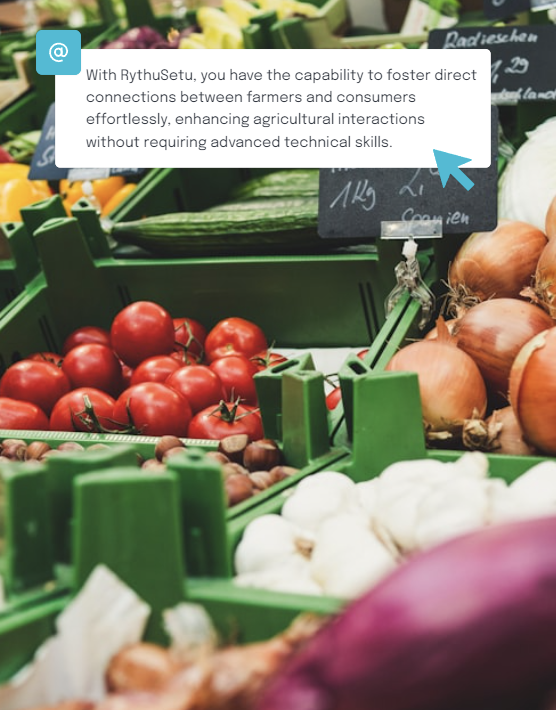 @
With RythuSetu, you have the capability to foster direct
connections between farmers and consumers
effortlessly, enhancing agricultural interactions
without requiring advanced technical skills.
Radieschen
1,29
1Kg 2,
Spanien